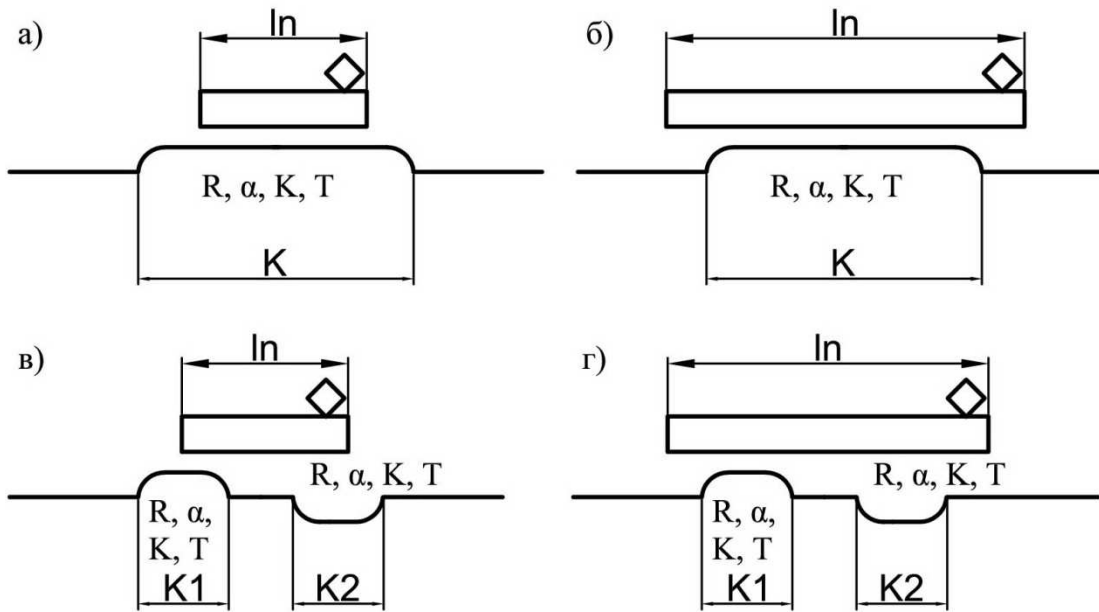 а)
ln
R, α, K, T
K
б)
ln
R, α, K, T
K
в)
ln
R, α, K, T
R, α,
K, T
K1
K2
г)
ln
R, α, K, T
R, α,
K, T
K1
K2